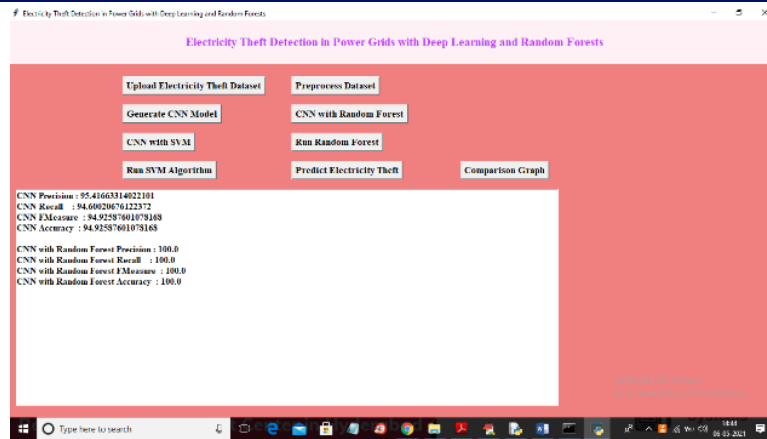 Electricity Theft Detection in Power Grids with Deep Learning and Random Forests
Electricity Theft Detection in Power Grids with Deep Learning and Random Forests
Upload Electricity Theft Dataset
Preprocess Dataset
Generate CNN Model
CNN with Random Forest
CNN with SVM
Run Random Forest
Run SVM Algorithm
Predict Electricity Theft
Comparison Graph
CNN Precision : 95.41663314022101
CNN Recall : 94.60020676122372
CNN FMeasure : 94.92587601078168
CNN Accuracy : 94.92587601078168
CNN with Random Forest Precision : 100.0
CNN with Random Forest Recall : 100.0
CNN with Random Forest FMeasure : 100.0
CNN with Random Forest Accuracy : 100.0
Type here to search
14:44
06-05-2021